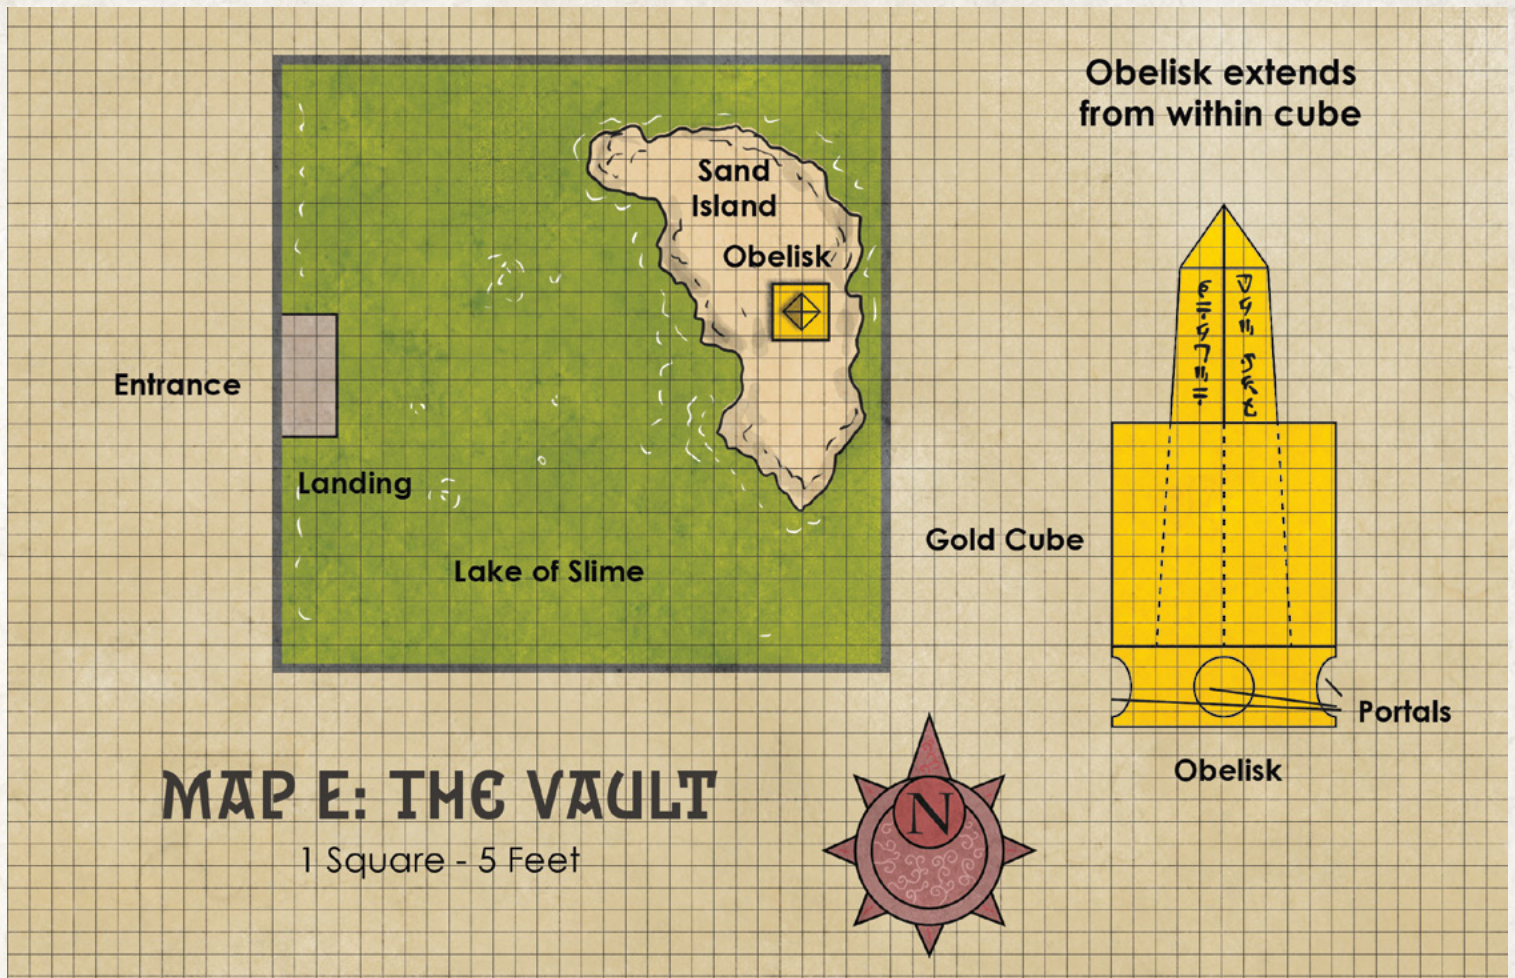 Obelisk extends
from within cube
Sand
Island
Obelisk
Entrance
Landing
Gold Cube
Lake of Slime
Portals
Obelisk
MAP E: THE VAULT
1 Square - 5 Feet
N